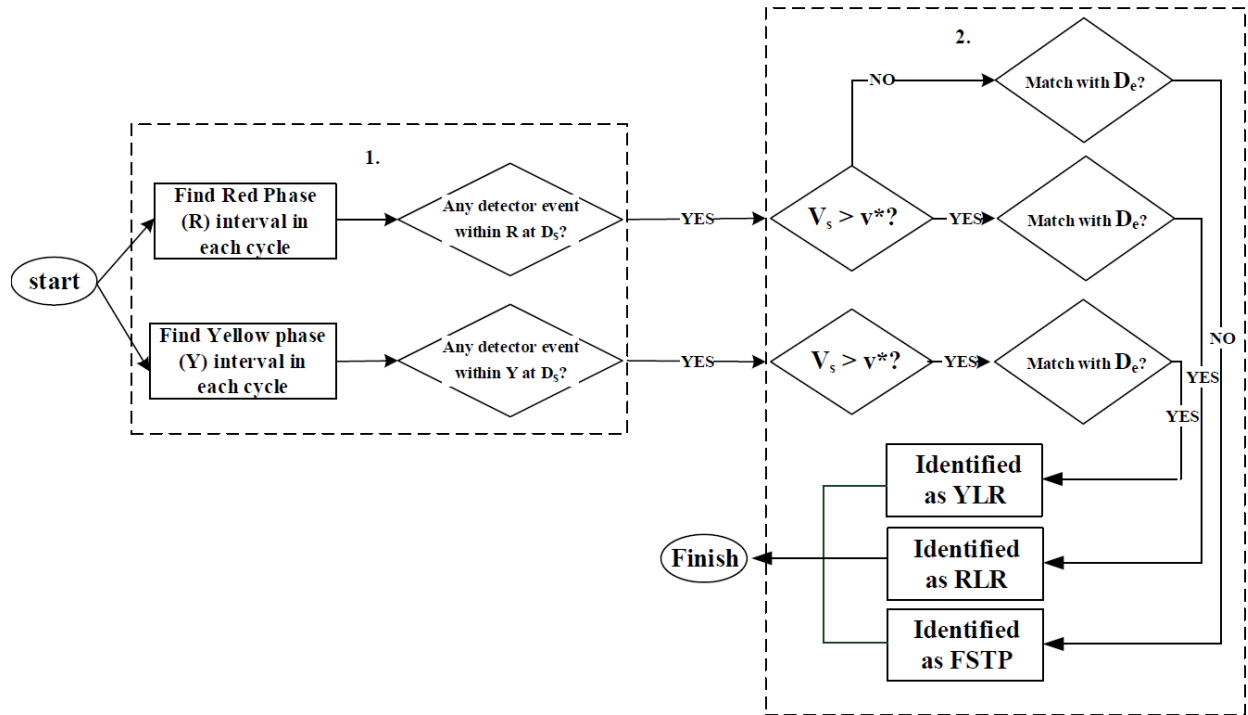 2.
NO
Match with De?
1.
Find Red Phase
(R) interval in
each cycle
Any detector event
within R at Ds?
YES
Vs > v*?
YES
Match with De?
start
Find Yellow phase
(Y) interval in
each cycle
Any detector event
within Y at Ds?
YES
Vs > v*?
YES
Match with De?
NO
YES
YES
Identified
as YLR
Finish
Identified
as RLR
Identified
as FSTP